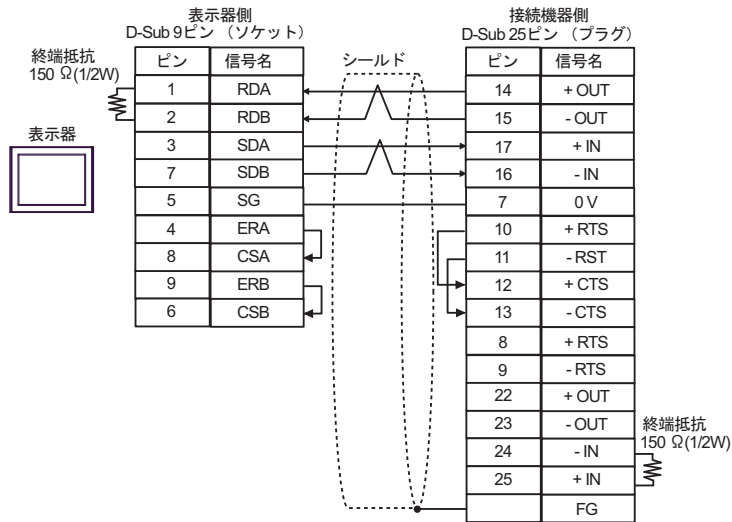 表示器側
D-Sub 9ピン （ソケット）
接続機器側
D-Sub 25ピン （プラグ）
終端抵抗
150 Ω(1/2W)
シールド
表示器
ピン 信号名
1 RDA
2 RDB
3 SDA
7 SDB
5 SG
4 ERA
8 CSA
9 ERB
6 CSB
ピン 信号名
14 + OUT
15 - OUT
17 + IN
16 - IN
7 0 V
10 + RTS
11 - RST
12 + CTS
13 - CTS
8 + RTS
9 - RTS
22 + OUT
23 - OUT
24 - IN
25 + IN
FG
終端抵抗
150 Ω(1/2W)